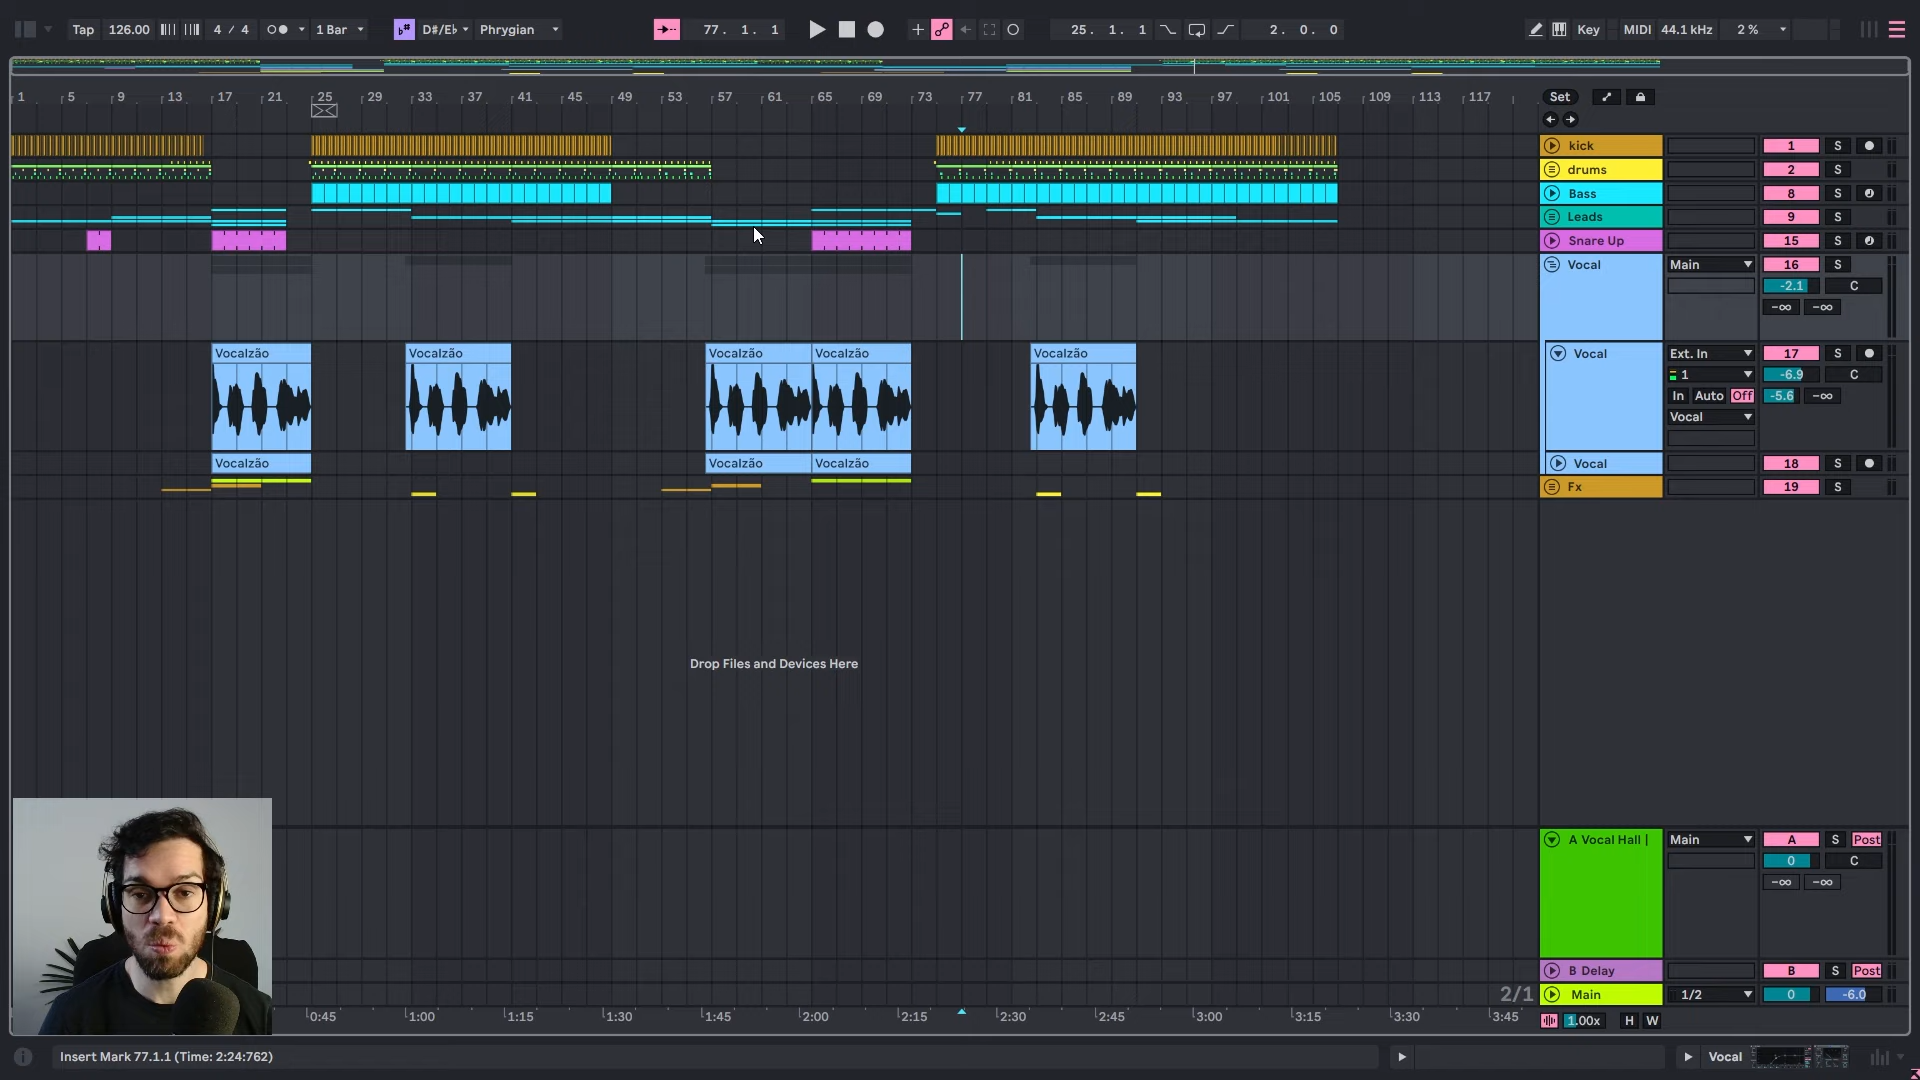 Tap 126.00 4 / 4 1 Bar D#/E♭ Phrygian 77. 1. 1 25. 1. 1 2. 0. 0 Key MIDI 44.1 kHz 2 %
1 5 9 13 17 21 25 29 33 37 41 45 49 53 57 61 65 69 73 77 81 85 89 93 97 101 105 109 113 117 Set
kick 1 S
drums 2 S
Bass 8 S
Leads 9 S
Snare Up 15 S
Vocal Main 16 S
-2.1 C
-∞ -∞
Vocalzão Vocalzão Vocalzão Vocalzão Vocalzão Vocal Ext. In 17 S
1 -6.9 C
In Auto Off -5.6 -∞
Vocal
Vocalzão Vocalzão Vocalzão Vocal 18 S
Fx 19 S
Drop Files and Devices Here
A Vocal Hall | Main A S Post
0 C
-∞ -∞
B Delay B S Post
2/1 Main 1/2 0 -6.0
0:45 1:00 1:15 1:30 1:45 2:00 2:15 2:30 2:45 3:00 3:15 3:30 3:45 1.00x H W
Insert Mark 77.1.1 (Time: 2:24:762) Vocal